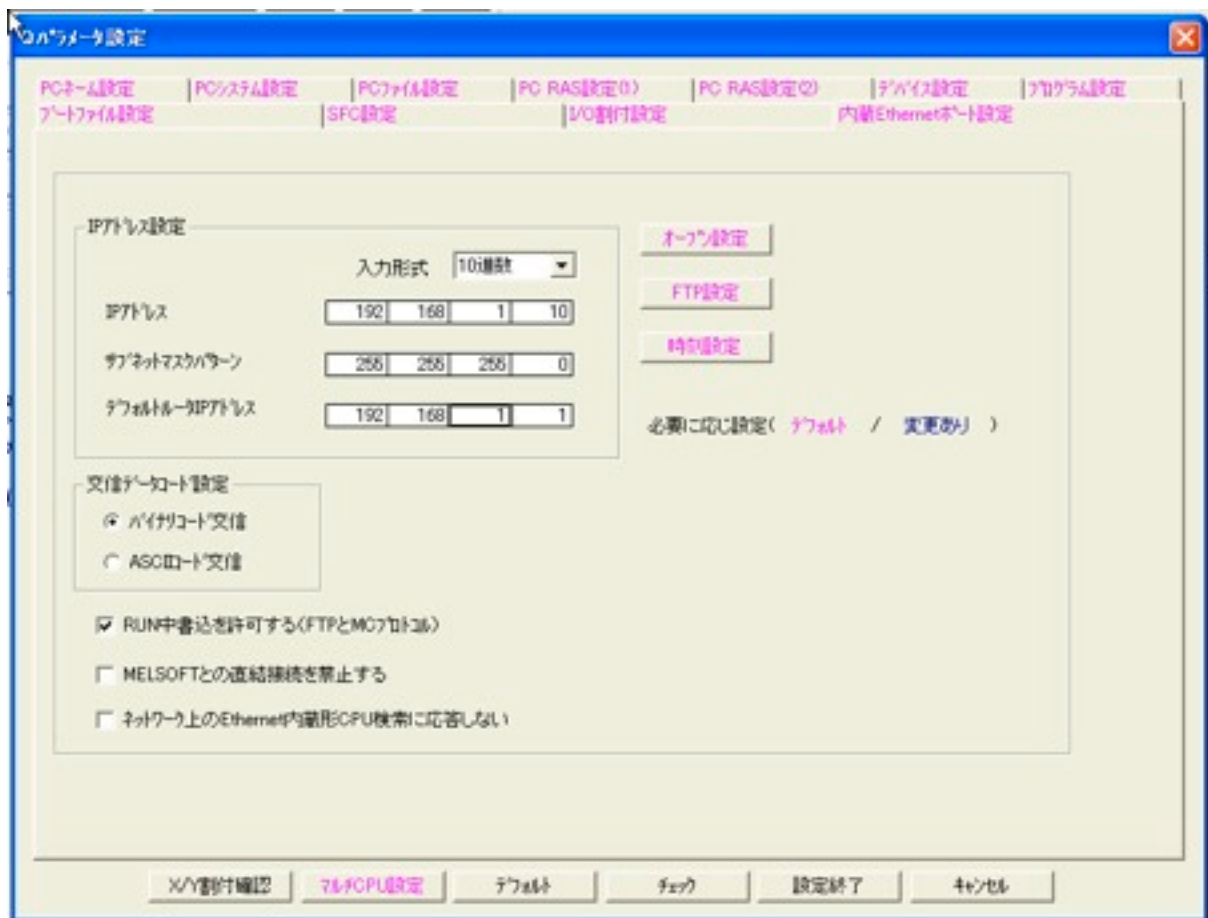 Qパラメータ設定
PCネーム設定 PCシステム設定 PCファイル設定 PC RAS設定(1) PC RAS設定(2) デバイス設定 プログラム設定
ブートファイル設定 SFC設定 I/O割付設定 内蔵Ethernetポート設定
IPアドレス設定
入力形式 10進数
IPアドレス 192 168 1 10
サブネットマスクパターン 255 255 255 0
デフォルトルータIPアドレス 192 168 1 1
オープン設定
FTP設定
時刻設定
必要に応じ設定( デフォルト / 変更あり )
交信データコード設定
バイナリコード交信
ASCIIコード交信
RUN中書込を許可する(FTPとMCプロトコル)
MELSOFTとの直結接続を禁止する
ネットワーク上のEthernet内蔵形CPU検索に応答しない
X/Y割付確認 マルチCPU設定 デフォルト チェック 設定終了 キャンセル